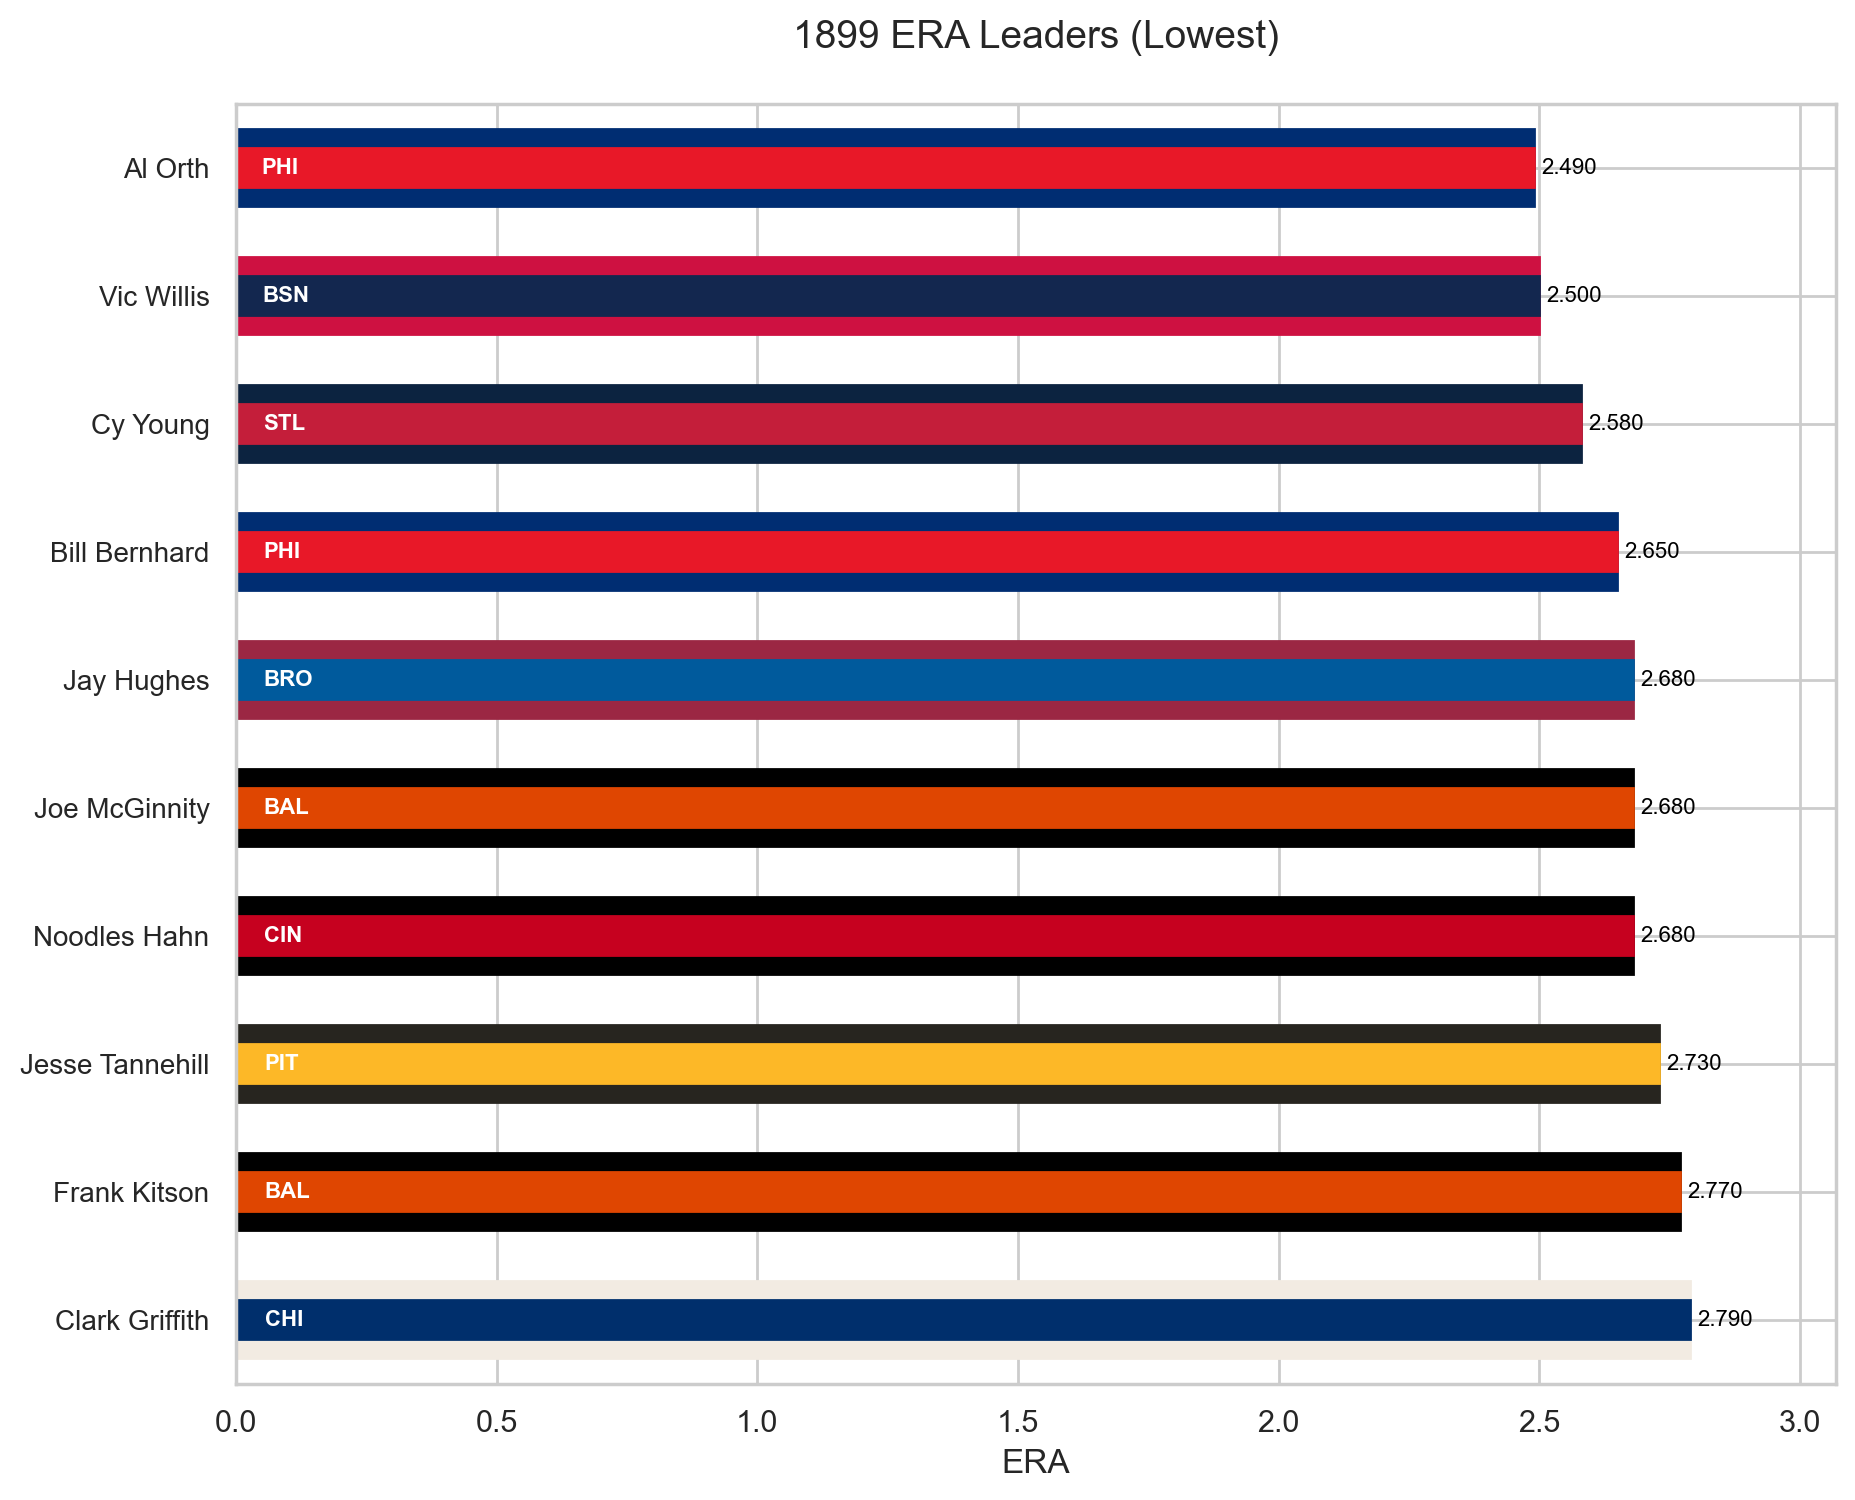 1899 ERA Leaders (Lowest)
Al Orth PHI 2.490
Vic Willis BSN 2.500
Cy Young STL 2.580
Bill Bernhard PHI 2.650
Jay Hughes BRO 2.680
Joe McGinnity BAL 2.680
Noodles Hahn CIN 2.680
Jesse Tannehill PIT 2.730
Frank Kitson BAL 2.770
Clark Griffith CHI 2.790
0.0 0.5 1.0 1.5 2.0 2.5 3.0
ERA